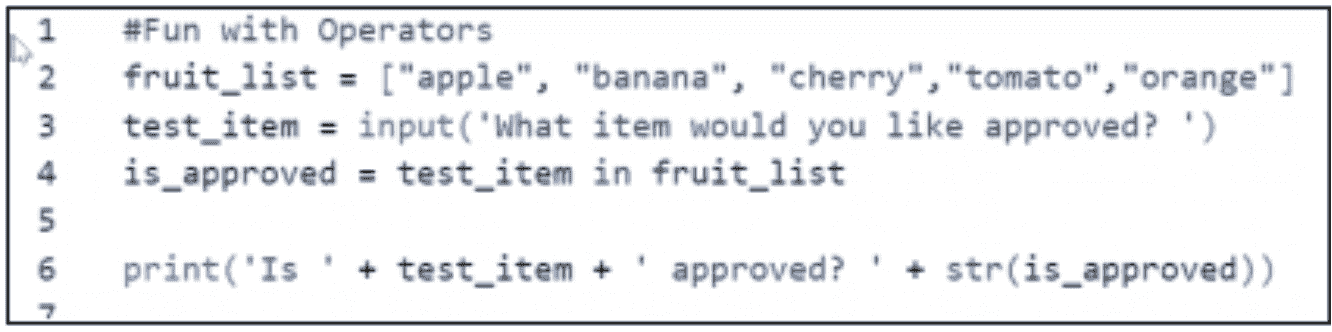 1 #Fun with Operators
2 fruit_list = ["apple", "banana", "cherry","tomato","orange"]
3 test_item = input('What item would you like approved? ')
4 is_approved = test_item in fruit_list
5
6 print('Is ' + test_item + ' approved? ' + str(is_approved))
7